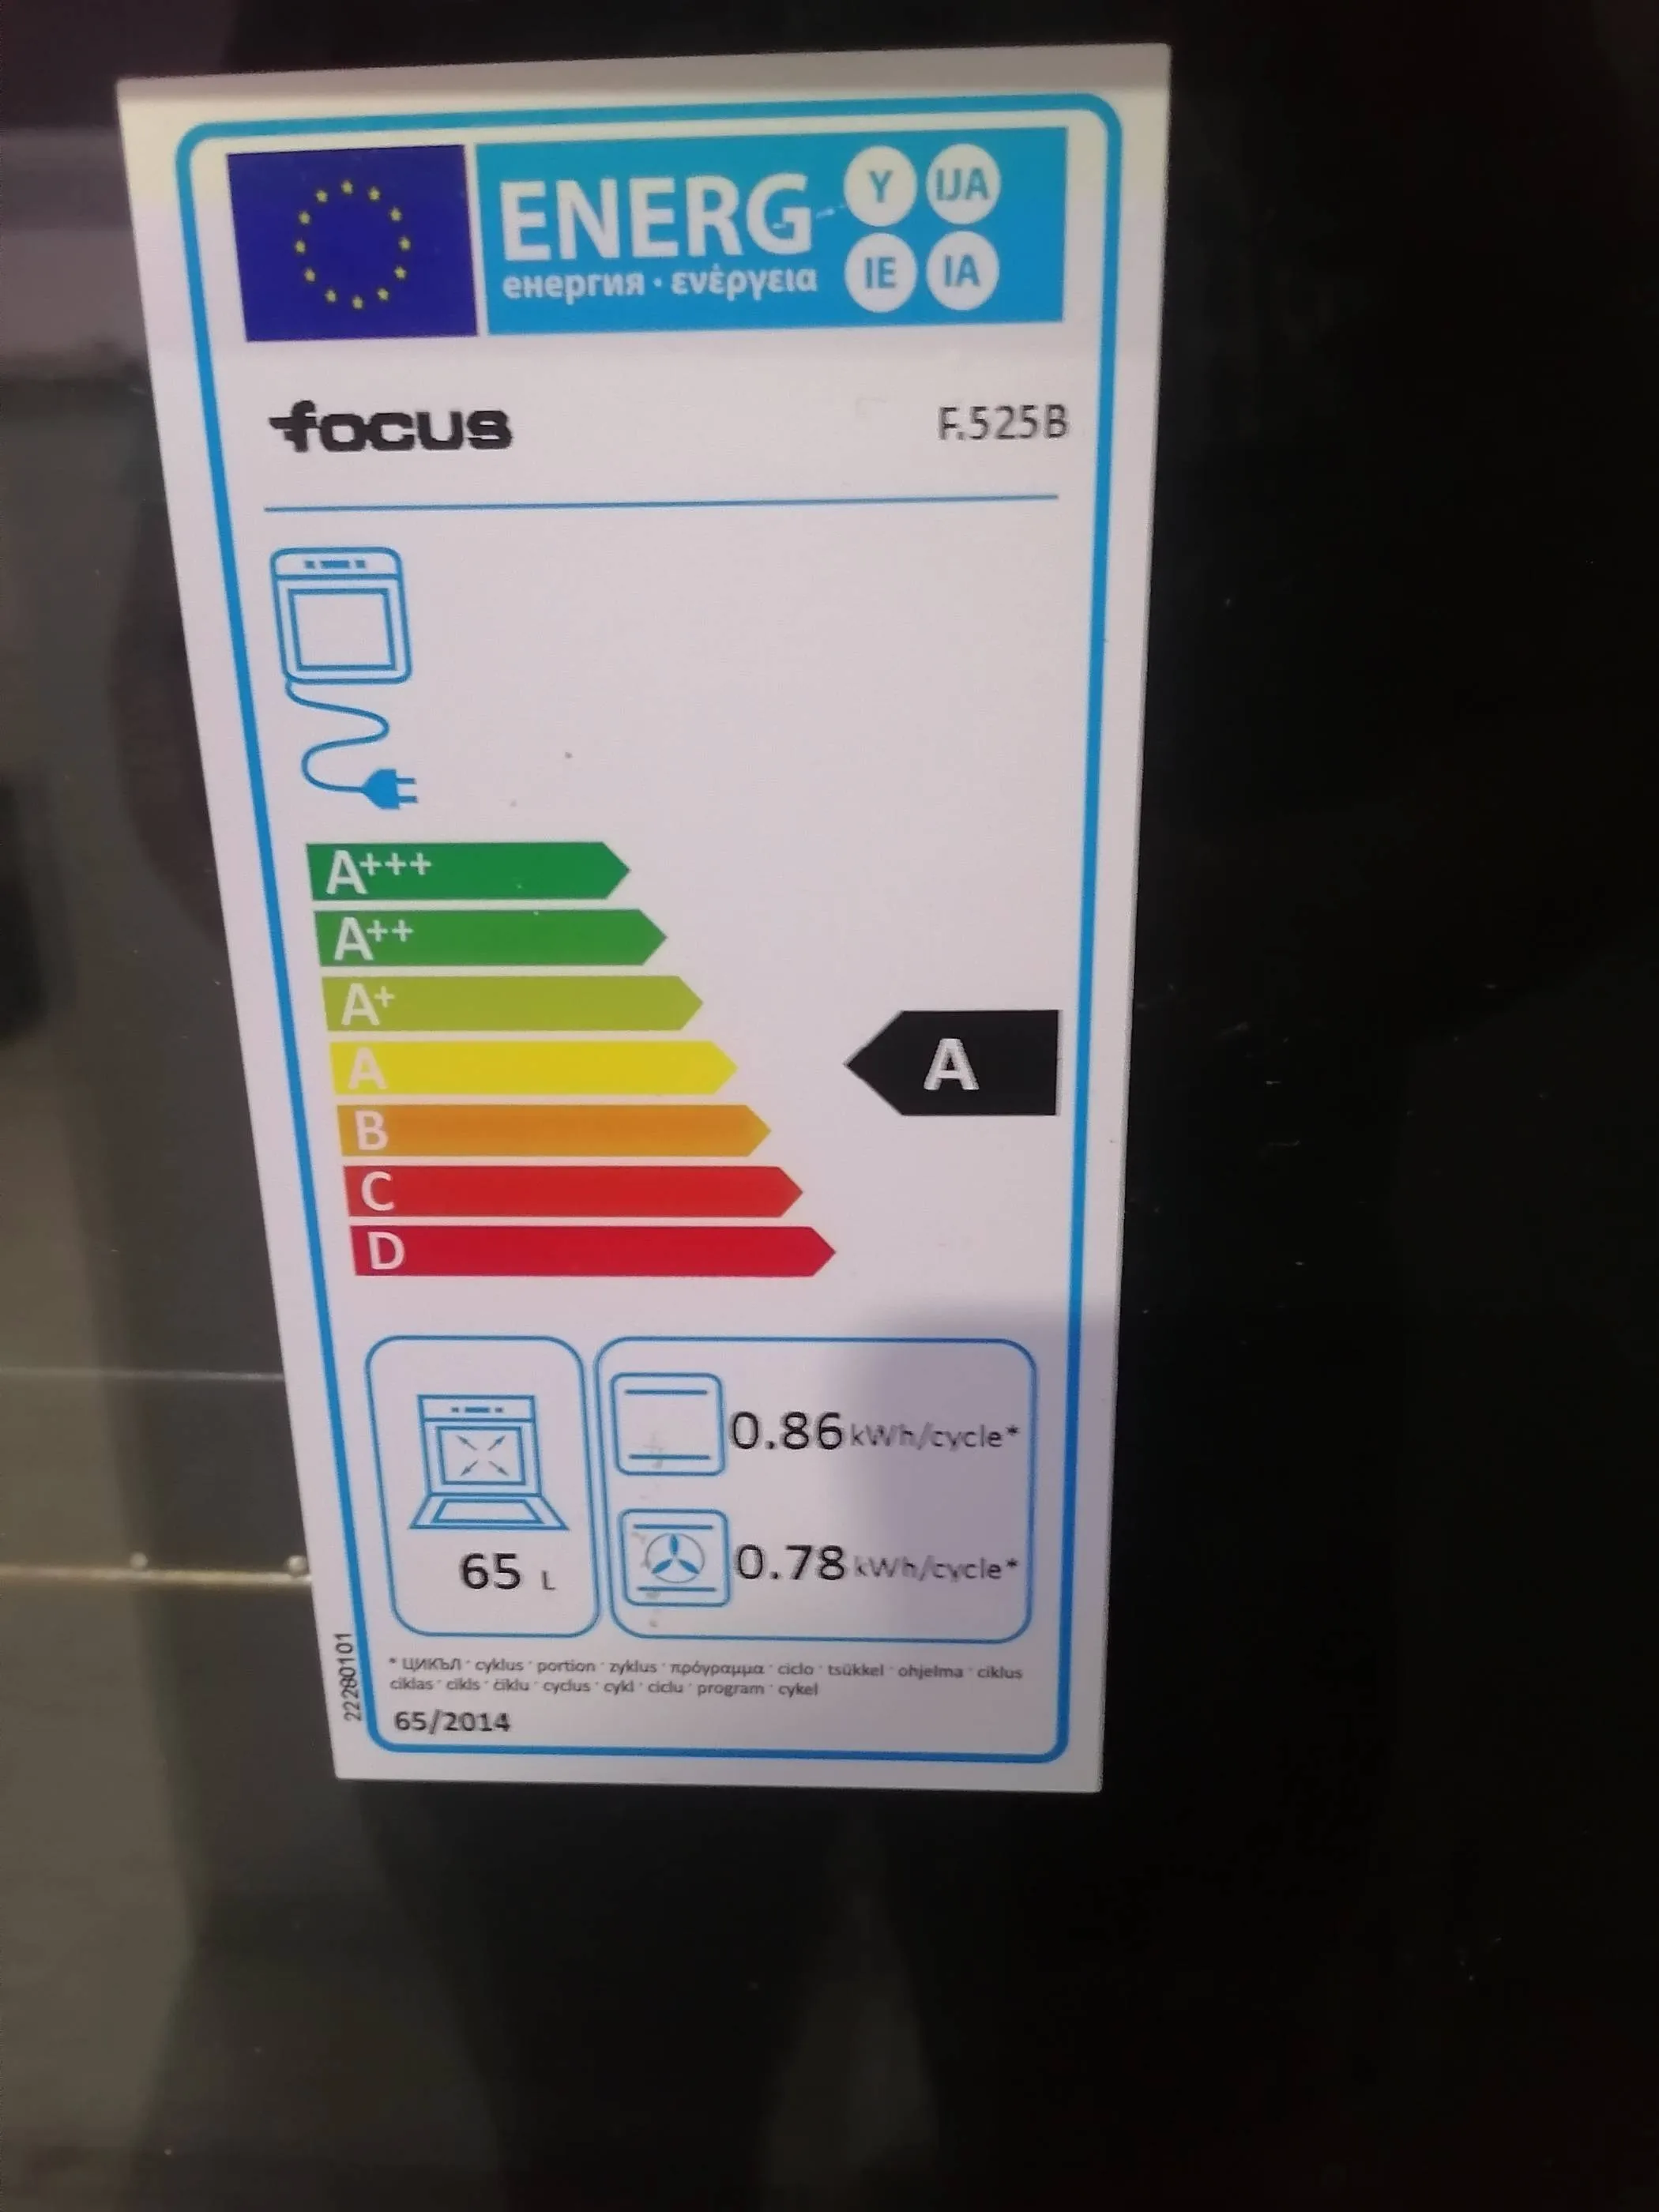 ENERG
Y IJA
IE IA
енергия · ενέργεια
focus F.525B
A+++
A++
A+
A
A
B
C
D
0.86 kWh/cycle*
65 L
0.78 kWh/cycle*
* ЦИКЪЛ · cyklus · portion · zyklus · πρόγραμμα · ciclo · tsükkel · ohjelma · ciklus
ciklas · cikls · ċiklu · cyclus · cykl · ciclu · program · cykel
65/2014
2280101